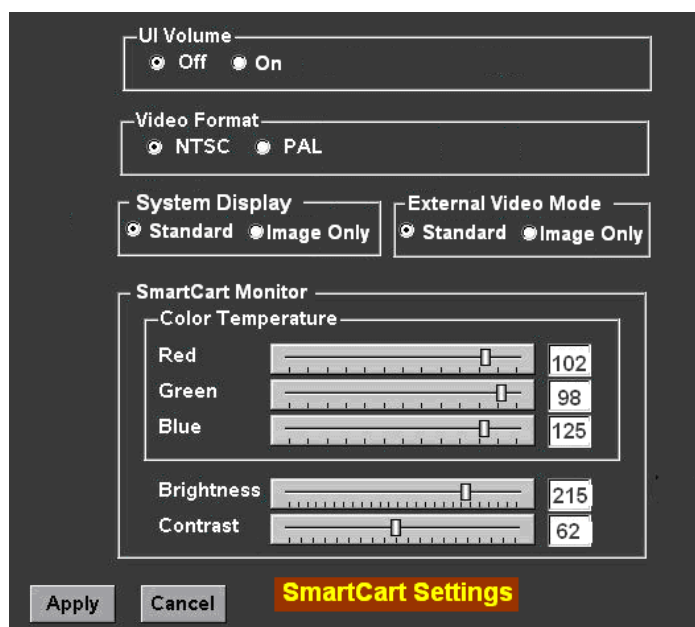 UI Volume
Off On
Video Format
NTSC PAL
System Display External Video Mode
Standard Image Only Standard Image Only
SmartCart Monitor
Color Temperature
Red 102
Green 98
Blue 125
Brightness 215
Contrast 62
Apply Cancel SmartCart Settings